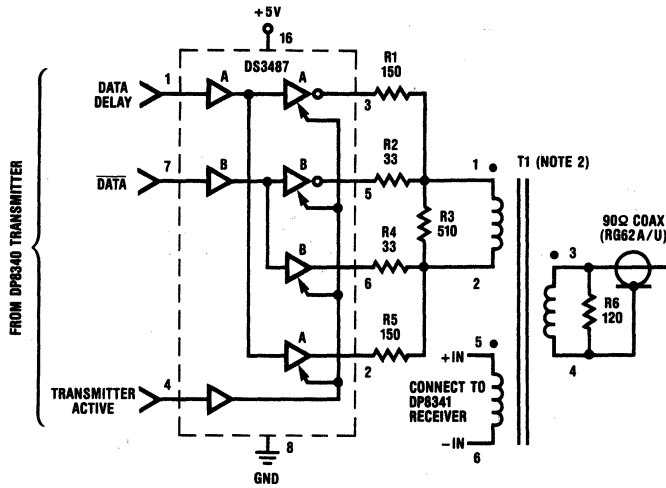 +5V
16
DS3487
DATA
DELAY
1
A
A
3
R1
150
DATA
7
B
B
5
R2
33
1
T1 (NOTE 2)
R3
510
B
6
R4
33
2
90Ω COAX
(RG62A/U)
3
R6
120
4
A
2
R5
150
5
+IN
CONNECT TO
DP8341
RECEIVER
−IN
6
TRANSMITTER
ACTIVE
4
8
GND
FROM DP8340 TRANSMITTER